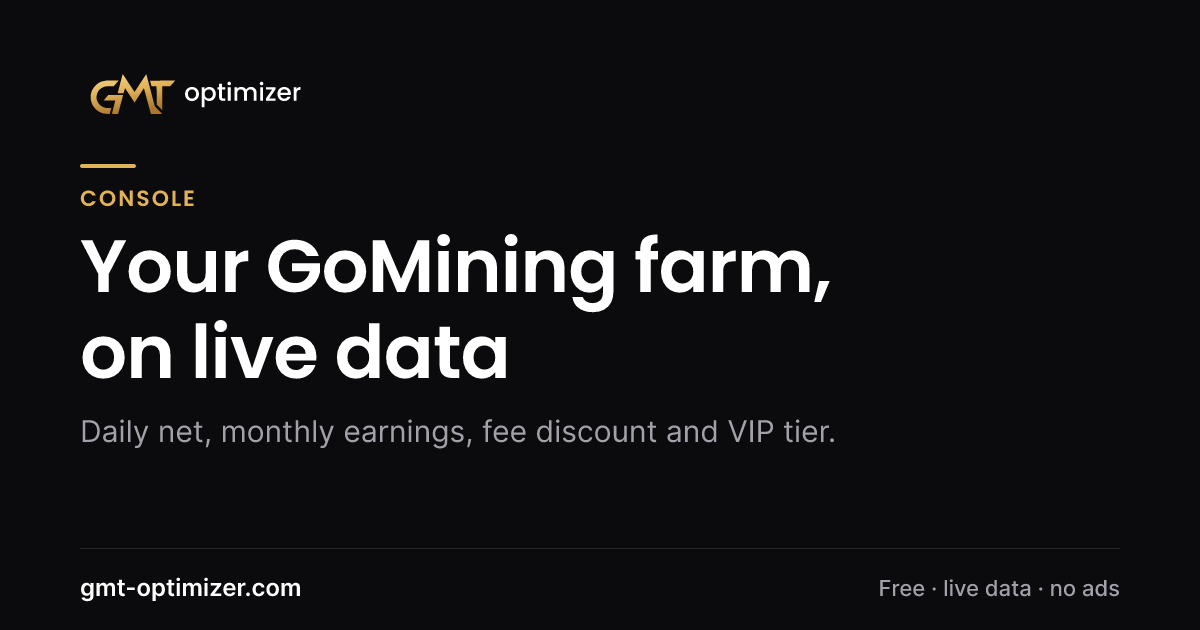 GMT optimizer
CONSOLE
Your GoMining farm,
on live data
Daily net, monthly earnings, fee discount and VIP tier.
gmt-optimizer.com
Free · live data · no ads